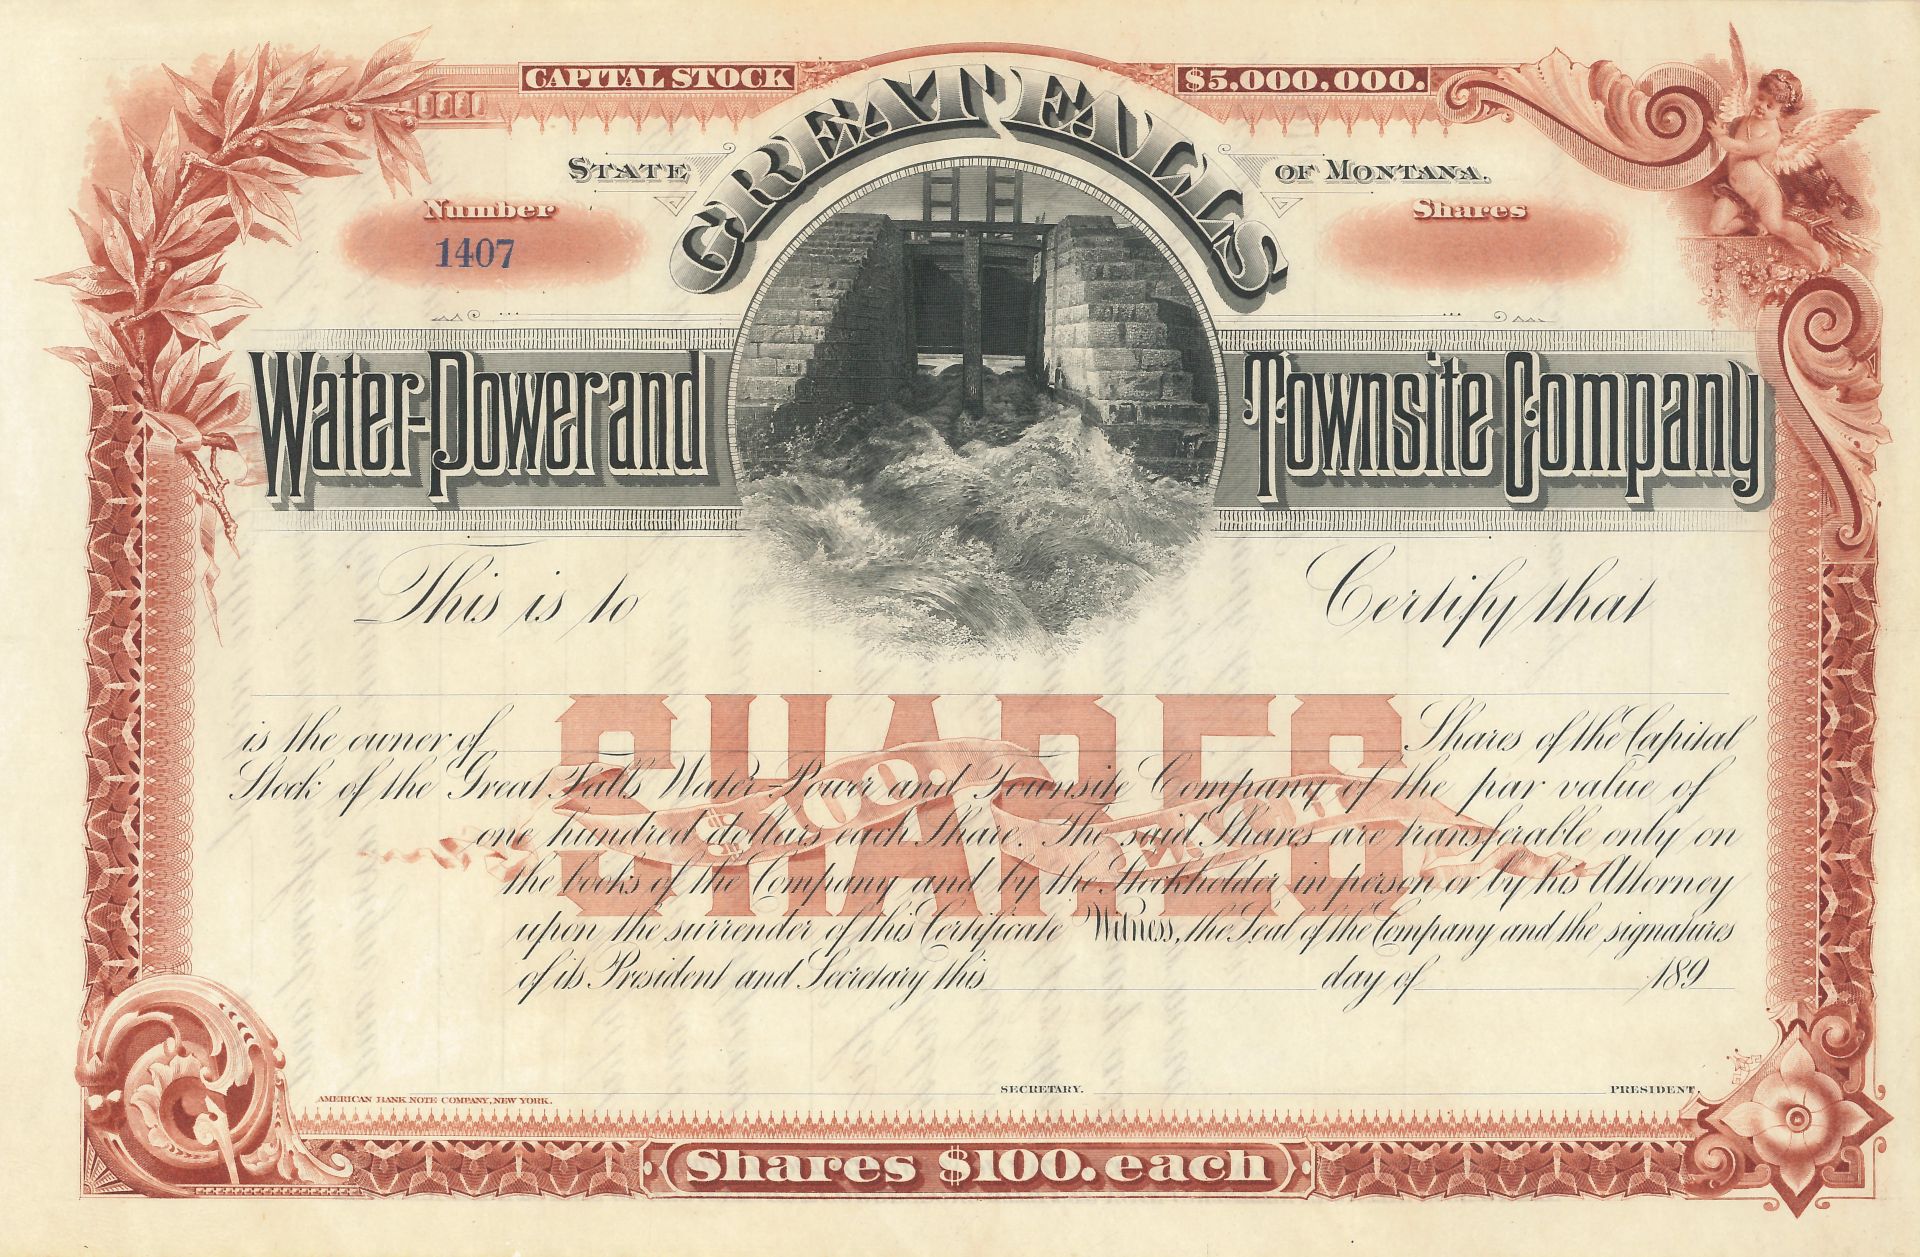 CAPITAL STOCK $5,000,000.
GREAT FALLS
STATE OF MONTANA.
Number Shares
1407
Water-Power and Townsite Company
This is to Certify that
is the owner of Shares of the Capital
Stock of the Great Falls Water-Power and Townsite Company of the par value of
one hundred dollars each Share. The said Shares are transferable only on
the books of the Company and by the Stockholder in person or by his Attorney
upon the surrender of this Certificate Witness, the Seal of the Company and the signatures
of its President and Secretary this day of 189
SHARES
$100. EACH
SECRETARY. PRESIDENT.
AMERICAN BANK NOTE COMPANY, NEW YORK.
Shares $100. each